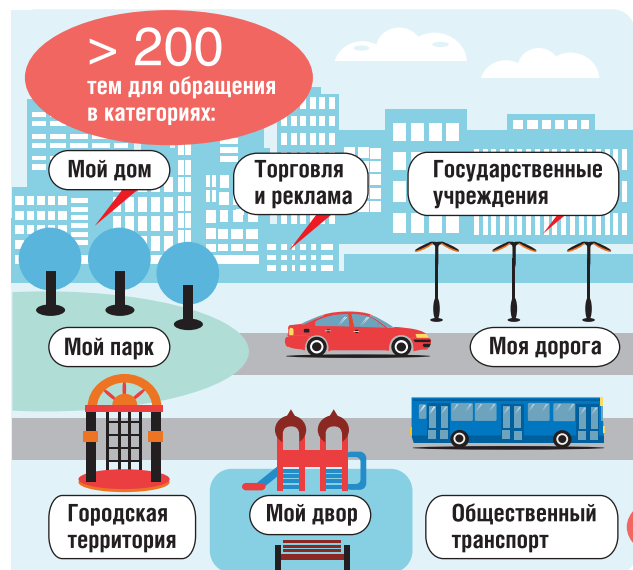 > 200
тем для обращения
в категориях:
Мой дом
Торговля
и реклама
Государственные
учреждения
Мой парк
Моя дорога
Городская
территория
Мой двор
Общественный
транспорт